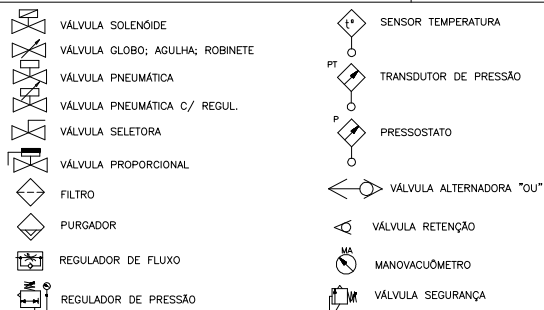 VÁLVULA SOLENÓIDE
VÁLVULA GLOBO; AGULHA; ROBINETE
VÁLVULA PNEUMÁTICA
VÁLVULA PNEUMÁTICA C/ REGUL.
VÁLVULA SELETORA
VÁLVULA PROPORCIONAL
FILTRO
PURGADOR
REGULADOR DE FLUXO
REGULADOR DE PRESSÃO
t° SENSOR TEMPERATURA
PT TRANSDUTOR DE PRESSÃO
P PRESSOSTATO
VÁLVULA ALTERNADORA "OU"
VÁLVULA RETENÇÃO
MA MANOVACUÔMETRO
VÁLVULA SEGURANÇA